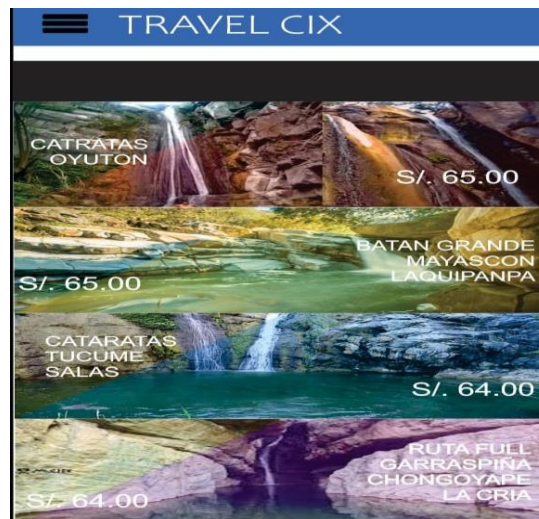 TRAVEL CIX
CATRATAS
OYUTON
S/. 65.00
BATAN GRANDE
MAYASCON
LAQUIPANPA
S/. 65.00
CATARATAS
TUCUME
SALAS
S/. 64.00
RUTA FULL
GARRASPIÑA
CHONGOYAPE
LA CRIA
S/. 64.00